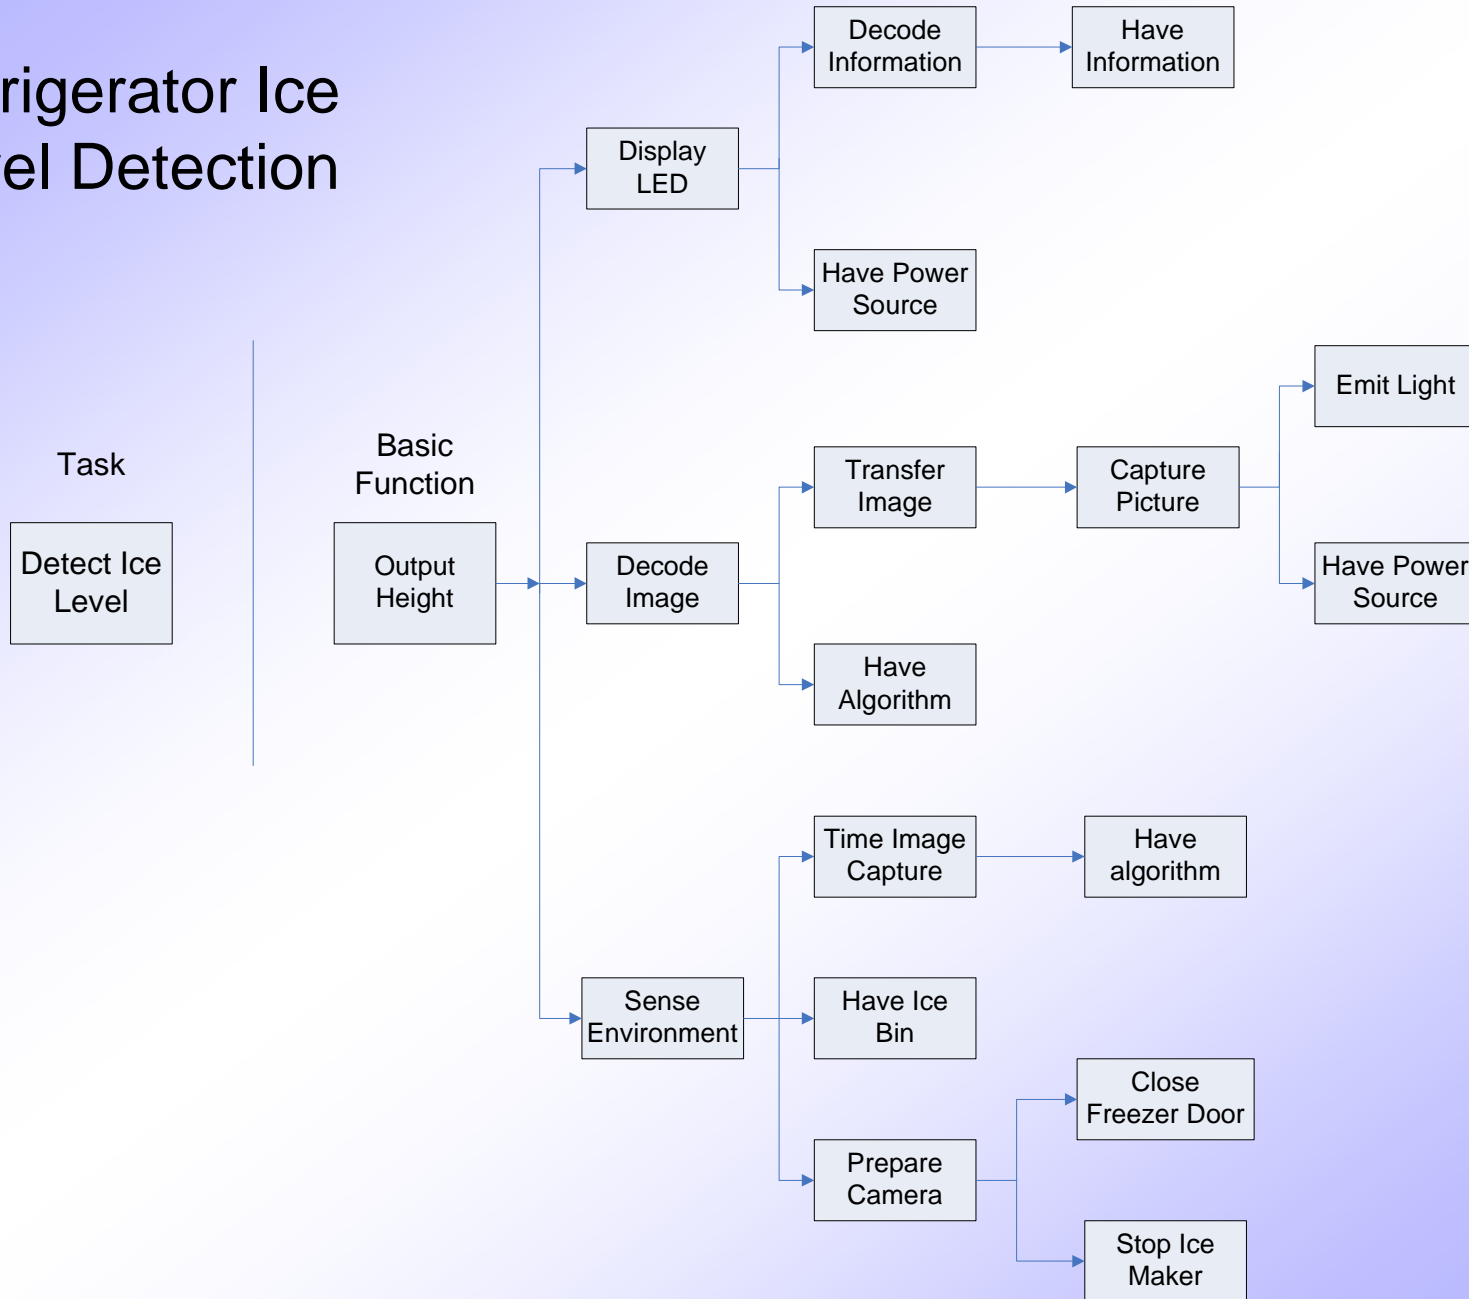 rigerator Ice
el Detection
Task
Detect Ice
Level
Basic
Function
Output
Height
Display
LED
Decode
Information
Have
Information
Have Power
Source
Decode
Image
Transfer
Image
Capture
Picture
Emit Light
Have Power
Source
Have
Algorithm
Sense
Environment
Time Image
Capture
Have
algorithm
Have Ice
Bin
Prepare
Camera
Close
Freezer Door
Stop Ice
Maker